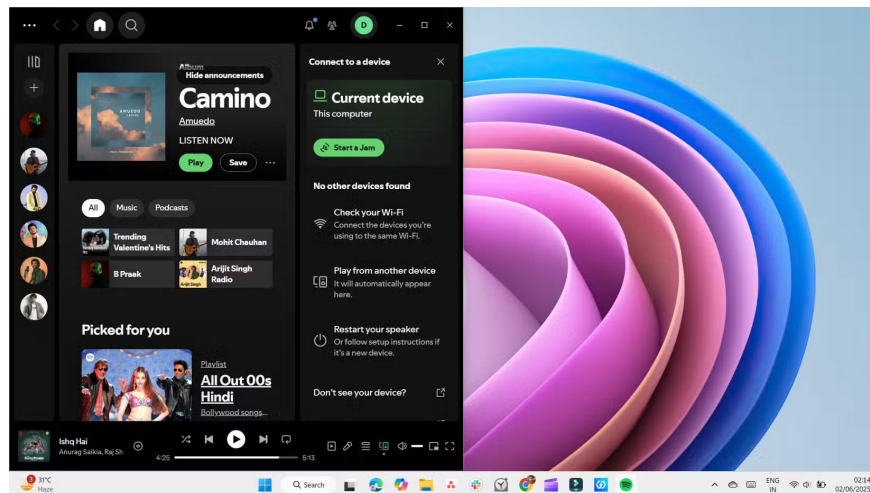 D
Connect to a device
Album
Hide announcements
Camino
Amuedo
LISTEN NOW
Play
Save
AMUEDO
Current device
This computer
Start a Jam
No other devices found
Check your Wi-Fi
Connect the devices you're
using to the same Wi-Fi.
Play from another device
It will automatically appear
here.
Restart your speaker
Or follow setup instructions if
it's a new device.
Don't see your device?
All
Music
Podcasts
Trending
Valentine's Hits
Mohit Chauhan
B Praak
Arijit Singh
Radio
Arijit Singh
Picked for you
Playlist
All Out 00s
Hindi
Bollywood songs...
Ishq Hai
Anurag Saikia, Raj Sh
4:25
5:13
3
31°C
Haze
Search
ENG
IN
02:14
02/06/2025